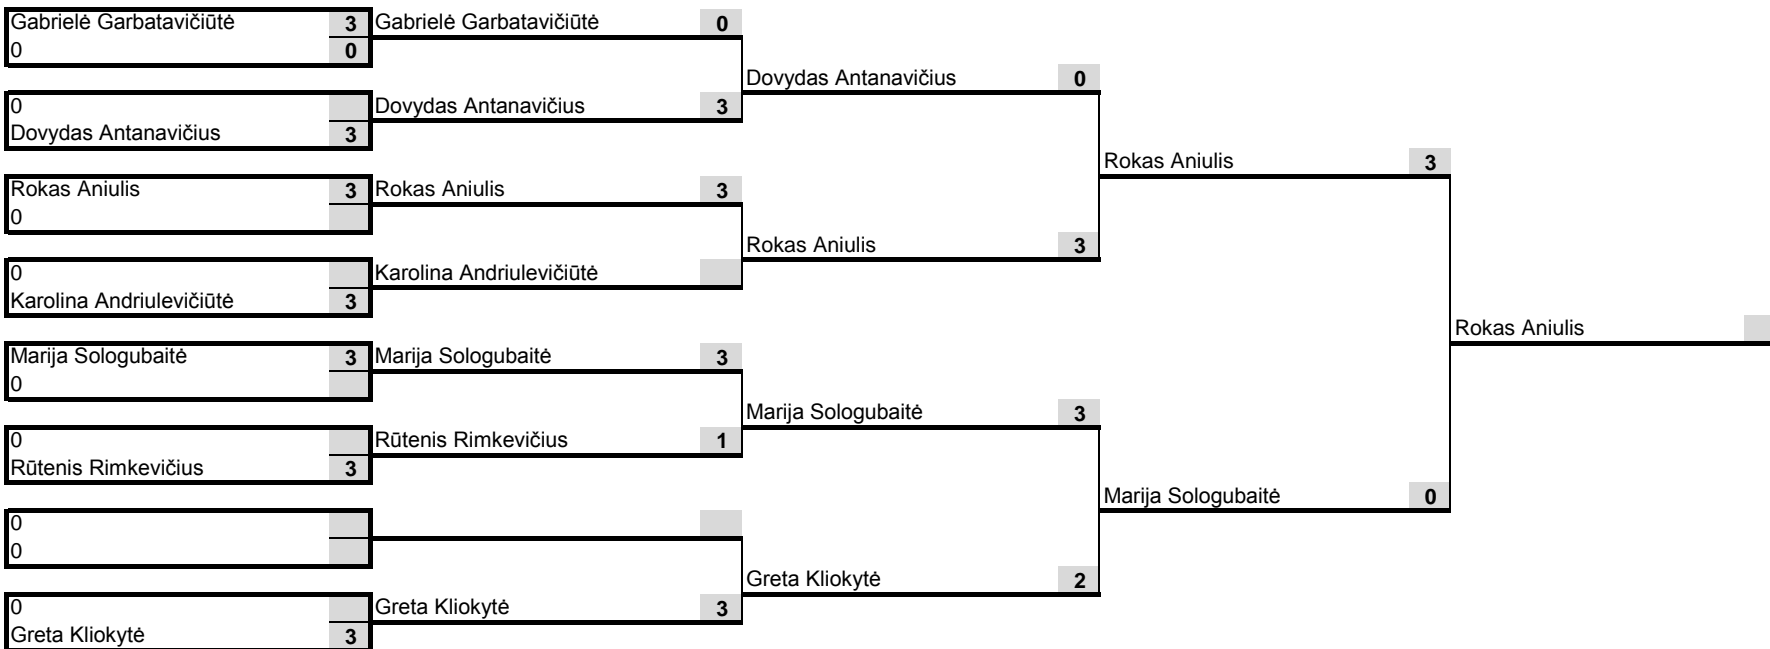 Gabrielė Garbatavičiūtė 3 Gabrielė Garbatavičiūtė 0
0 0
Dovydas Antanavičius 0
0 Dovydas Antanavičius 3
Dovydas Antanavičius 3
Rokas Aniulis 3
Rokas Aniulis 3 Rokas Aniulis 3
0
Rokas Aniulis 3
0 Karolina Andriulevičiūtė
Karolina Andriulevičiūtė 3
Rokas Aniulis
Marija Sologubaitė 3 Marija Sologubaitė 3
0
Marija Sologubaitė 3
0 Rūtenis Rimkevičius 1
Rūtenis Rimkevičius 3
Marija Sologubaitė 0
0
0
Greta Kliokytė 2
0 Greta Kliokytė 3
Greta Kliokytė 3